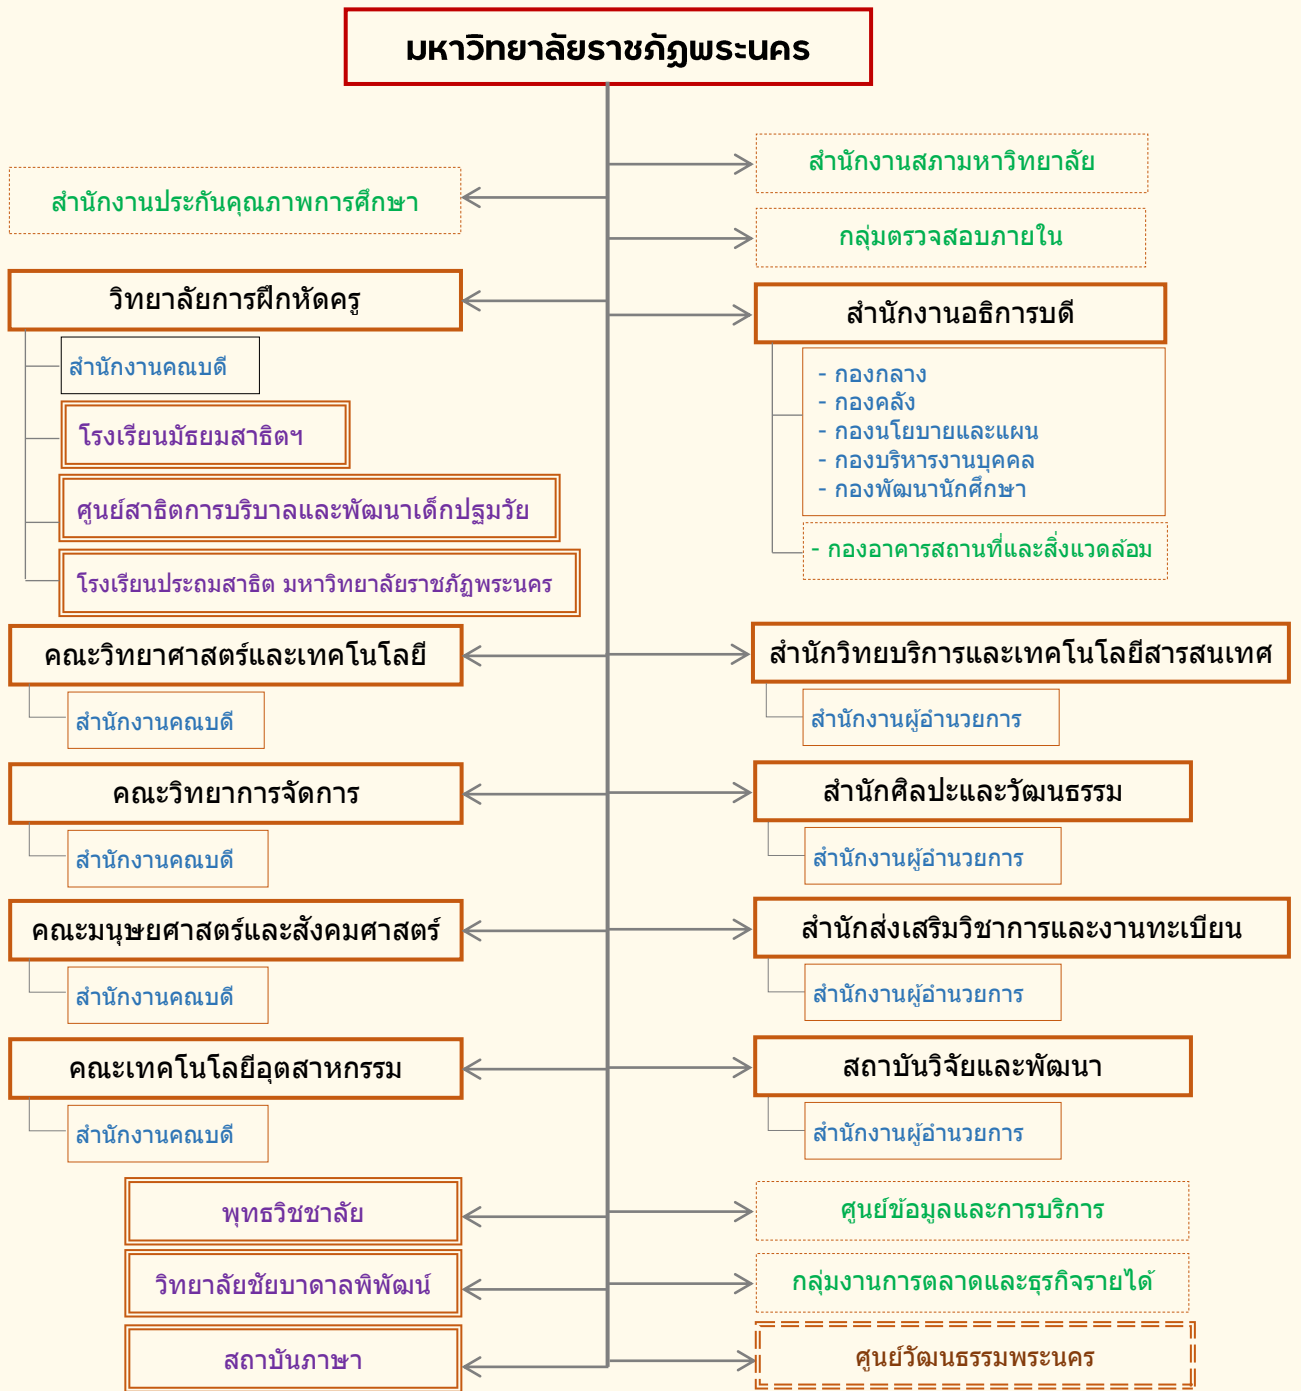 มหาวิทยาลัยราชภัฏพระนคร
สำนักงานประกันคุณภาพการศึกษา
วิทยาลัยการฝึกหัดครู
สำนักงานคณบดี
โรงเรียนมัธยมสาธิตฯ
ศูนย์สาธิตการบริบาลและพัฒนาเด็กปฐมวัย
โรงเรียนประถมสาธิต มหาวิทยาลัยราชภัฏพระนคร
คณะวิทยาศาสตร์และเทคโนโลยี
สำนักงานคณบดี
คณะวิทยาการจัดการ
สำนักงานคณบดี
คณะมนุษยศาสตร์และสังคมศาสตร์
สำนักงานคณบดี
คณะเทคโนโลยีอุตสาหกรรม
สำนักงานคณบดี
พุทธวิชชาลัย
วิทยาลัยชัยบาดาลพิพัฒน์
สถาบันภาษา
สำนักงานสภามหาวิทยาลัย
กลุ่มตรวจสอบภายใน
สำนักงานอธิการบดี
- กองกลาง
- กองคลัง
- กองนโยบายและแผน
- กองบริหารงานบุคคล
- กองพัฒนานักศึกษา
- กองอาคารสถานที่และสิ่งแวดล้อม
สำนักวิทยบริการและเทคโนโลยีสารสนเทศ
สำนักงานผู้อำนวยการ
สำนักศิลปะและวัฒนธรรม
สำนักงานผู้อำนวยการ
สำนักส่งเสริมวิชาการและงานทะเบียน
สำนักงานผู้อำนวยการ
สถาบันวิจัยและพัฒนา
สำนักงานผู้อำนวยการ
ศูนย์ข้อมูลและการบริการ
กลุ่มงานการตลาดและธุรกิจรายได้
ศูนย์วัฒนธรรมพระนคร